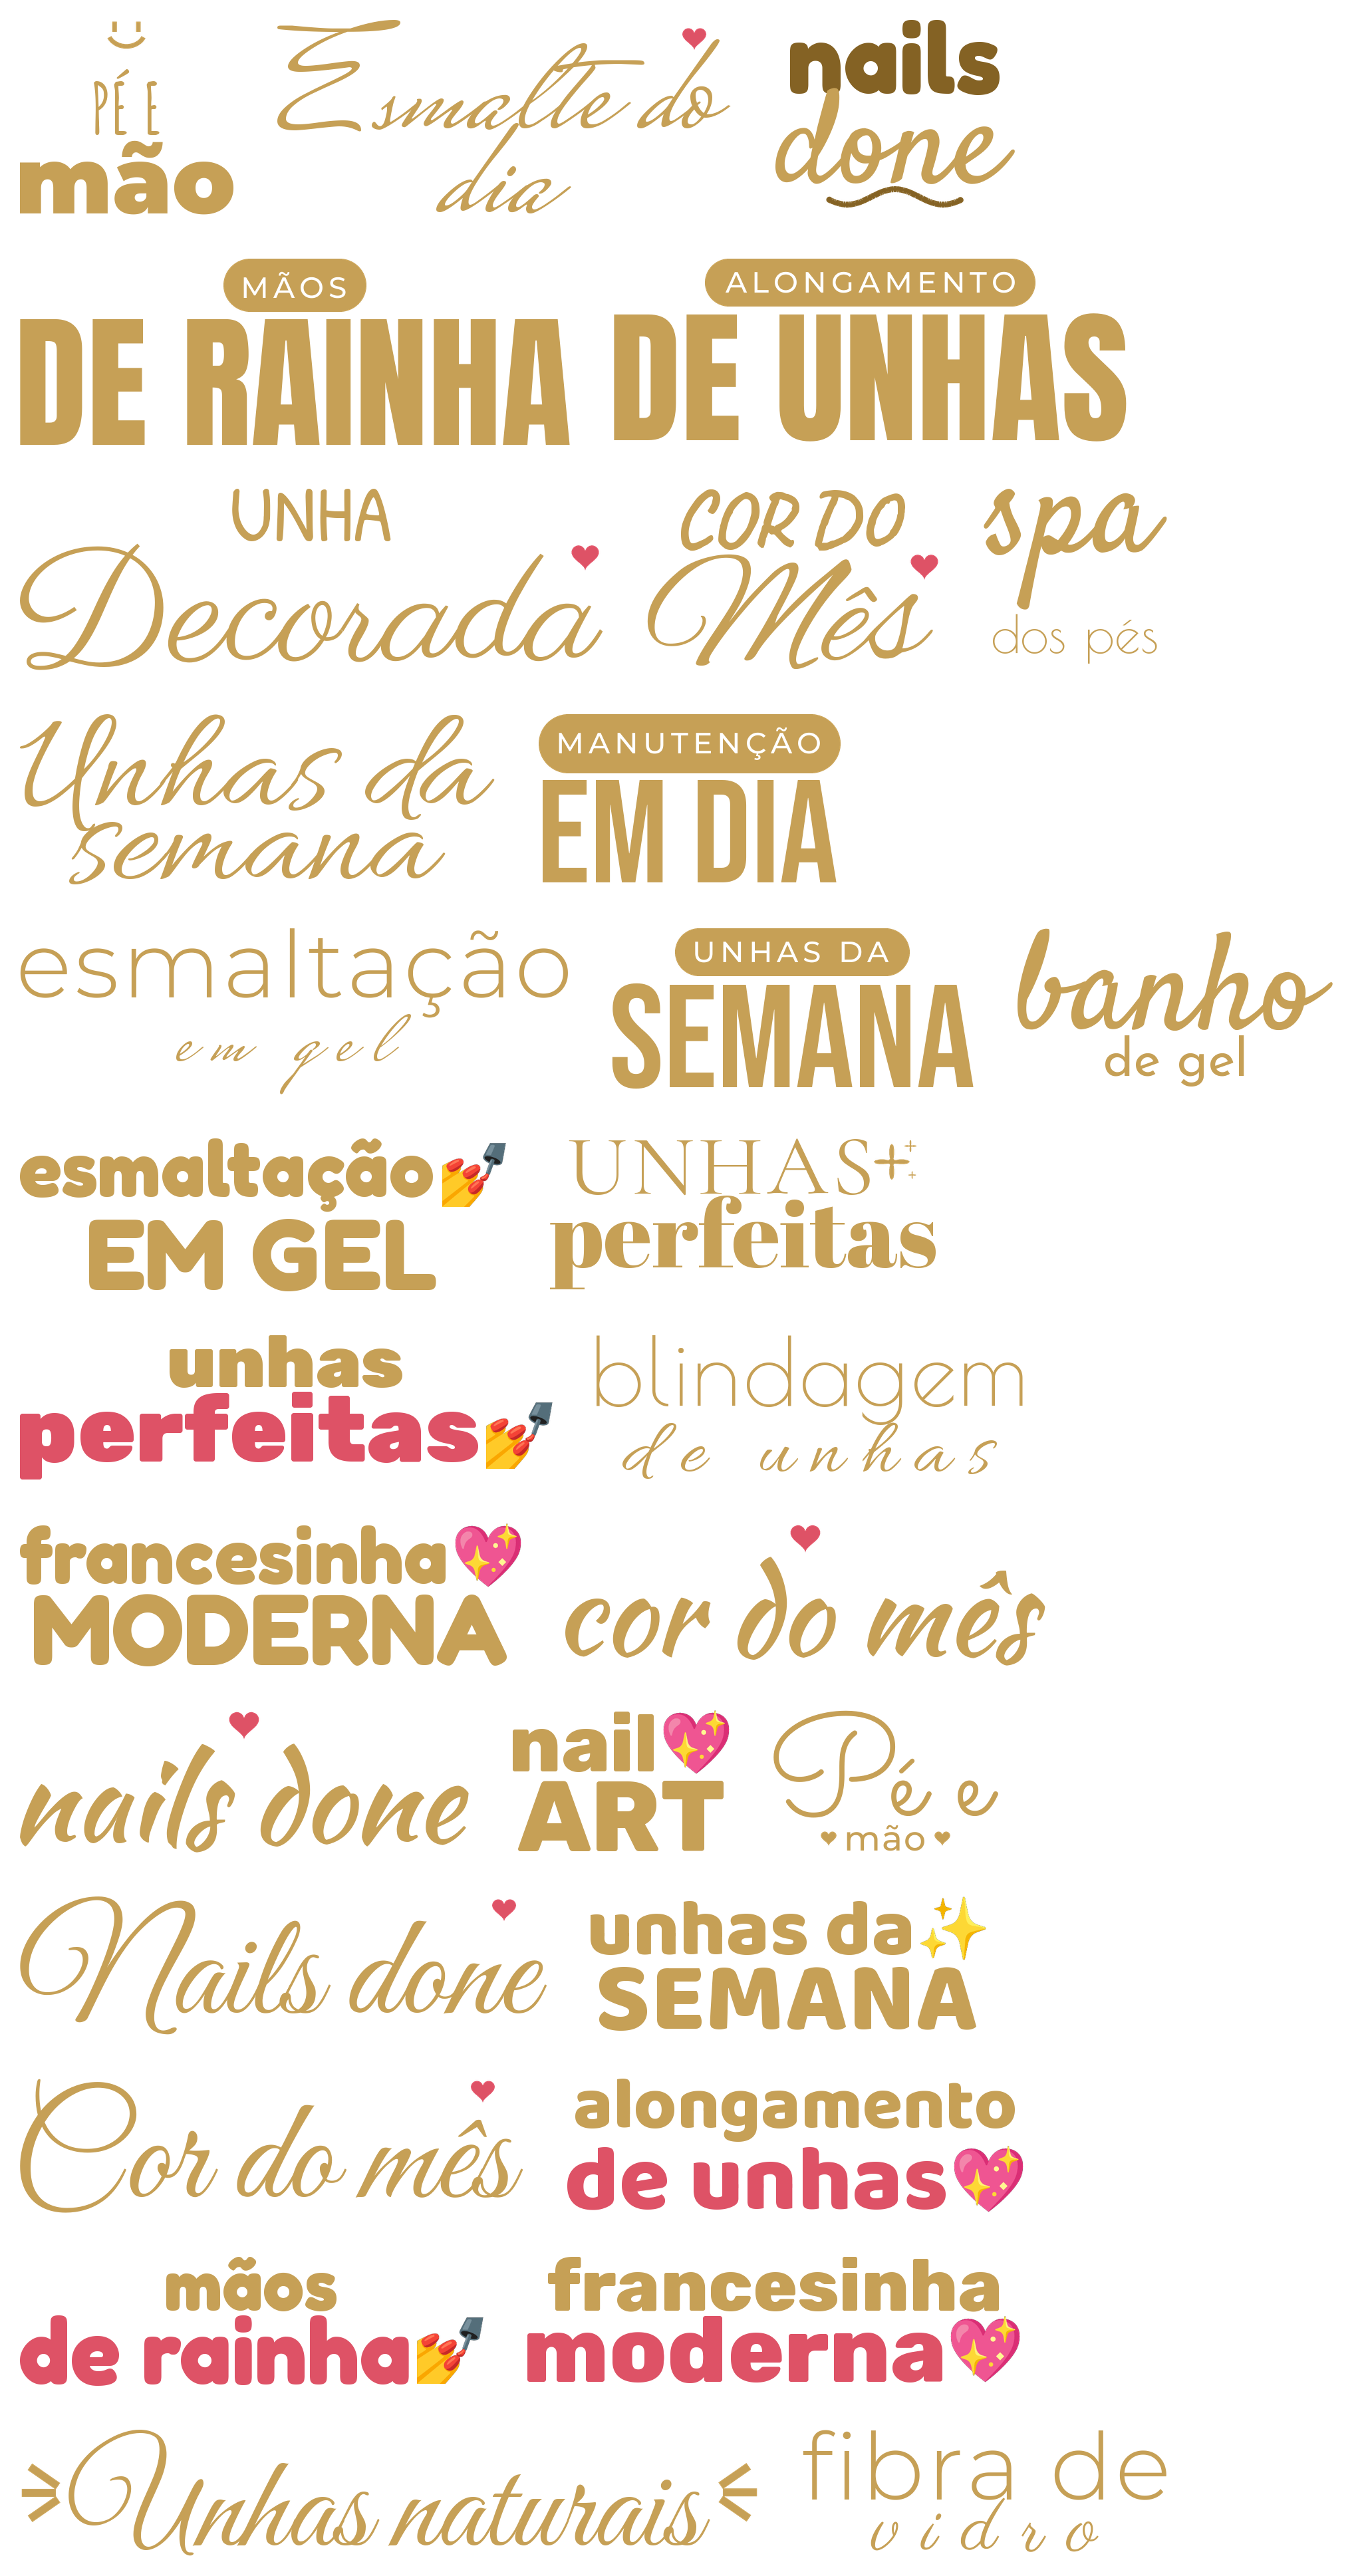 PÉ E
mão
Esmalte do
dia
nails
done
MÃOS
DE RAINHA
ALONGAMENTO
DE UNHAS
UNHA
Decorada
COR DO
Mês
spa
dos pés
Unhas da
semana
MANUTENÇÃO
EM DIA
esmaltação
em gel
UNHAS DA
SEMANA
banho
de gel
esmaltação
EM GEL
UNHAS
perfeitas
unhas
perfeitas
blindagem
de unhas
francesinha
MODERNA
cor do mês
nails done
nail
ART
Pé e
mão
Nails done
unhas da
SEMANA
Cor do mês
alongamento
de unhas
mãos
de rainha
francesinha
moderna
Unhas naturais
fibra de
vidro